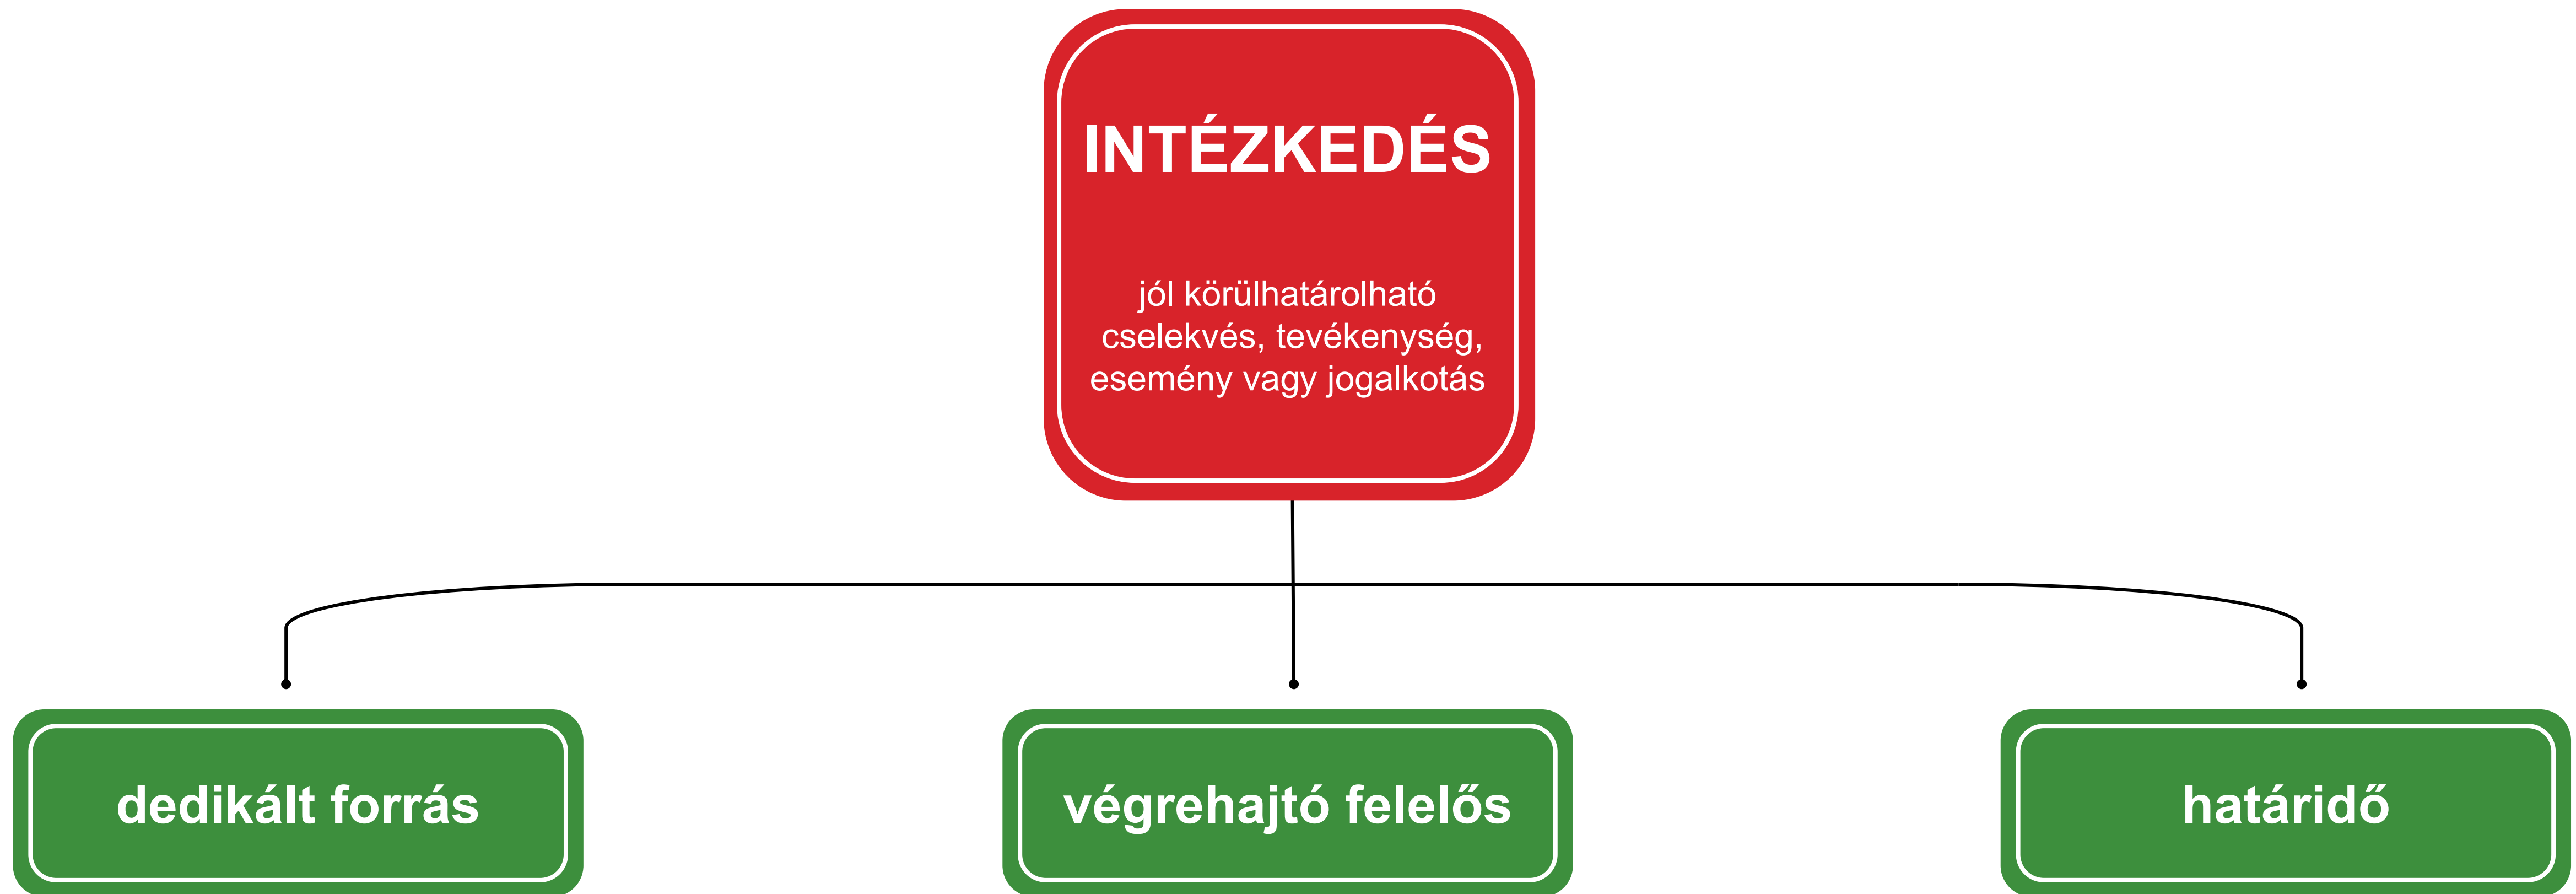 INTÉZKEDÉS
jól körülhatárolható
cselekvés, tevékenység,
esemény vagy jogalkotás
dedikált forrás
végrehajtó felelős
határidő